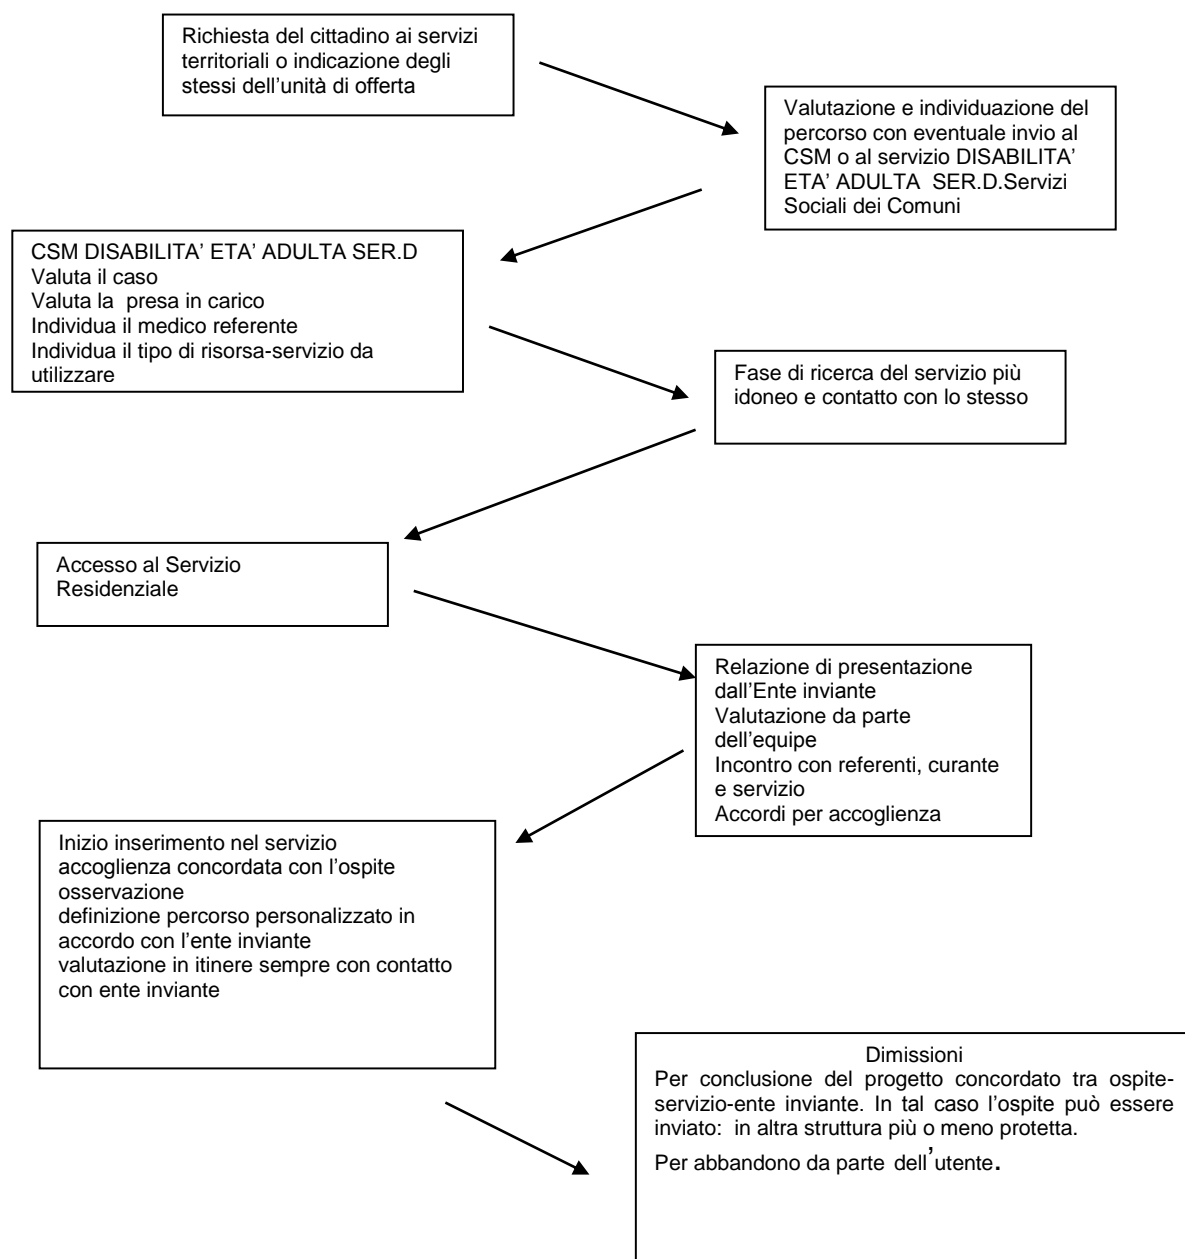 Richiesta del cittadino ai servizi
territoriali o indicazione degli
stessi dell'unità di offerta
Valutazione e individuazione del
percorso con eventuale invio al
CSM o al servizio DISABILITA'
ETA' ADULTA SER.D.Servizi
Sociali dei Comuni
CSM DISABILITA' ETA' ADULTA SER.D
Valuta il caso
Valuta la presa in carico
Individua il medico referente
Individua il tipo di risorsa-servizio da
utilizzare
Fase di ricerca del servizio più
idoneo e contatto con lo stesso
Accesso al Servizio
Residenziale
Relazione di presentazione
dall'Ente inviante
Valutazione da parte
dell'equipe
Incontro con referenti, curante
e servizio
Accordi per accoglienza
Inizio inserimento nel servizio
accoglienza concordata con l'ospite
osservazione
definizione percorso personalizzato in
accordo con l'ente inviante
valutazione in itinere sempre con contatto
con ente inviante
Dimissioni
Per conclusione del progetto concordato tra ospite-
servizio-ente inviante. In tal caso l'ospite può essere
inviato: in altra struttura più o meno protetta.
Per abbandono da parte dell'utente.